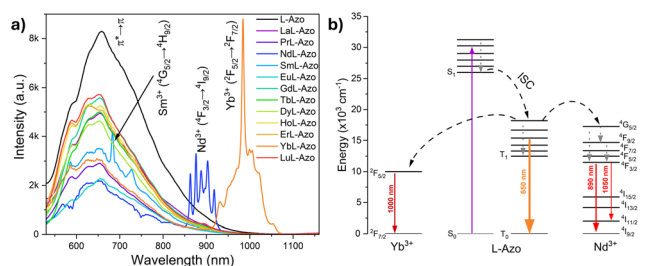 a)
Intensity (a.u.)
8k
6k
4k
2k
0
600 700 800 900 1000 1100
Wavelength (nm)
π*→π
Sm³⁺ (⁴G₅/₂→⁴H₉/₂)
Nd³⁺ (⁴F₃/₂→⁴I₉/₂)
Yb³⁺ (²F₅/₂→²F₇/₂)
L-Azo
LaL-Azo
PrL-Azo
NdL-Azo
SmL-Azo
EuL-Azo
GdL-Azo
TbL-Azo
DyL-Azo
HoL-Azo
ErL-Azo
YbL-Azo
LuL-Azo
b)
Energy (x10³ cm⁻¹)
40
35
30
25
20
15
10
5
0
²F₅/₂
1000 nm
²F₇/₂
Yb³⁺
S₁
S₀
ISC
T₁
650 nm
T₀
L-Azo
⁴G₅/₂
⁴F₉/₂
⁴F₇/₂
⁴F₅/₂
⁴F₃/₂
890 nm
1050 nm
⁴I₁₅/₂
⁴I₁₃/₂
⁴I₁₁/₂
⁴I₉/₂
Nd³⁺